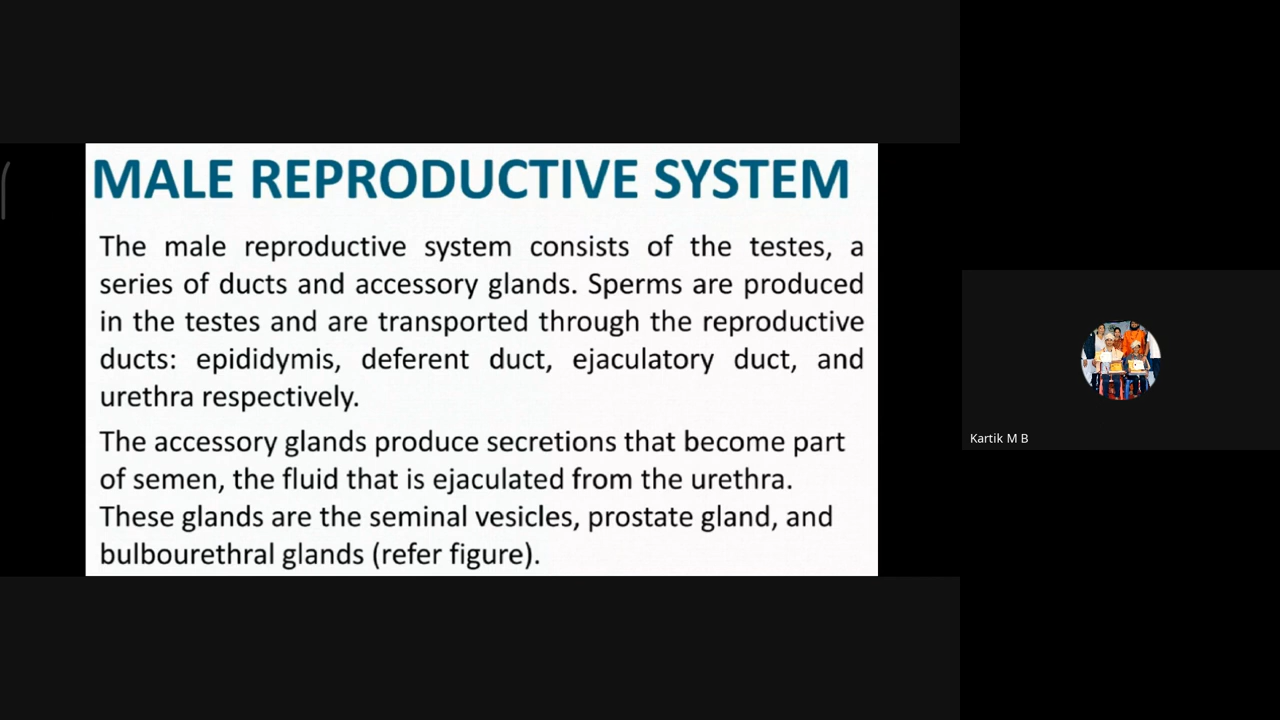 MALE REPRODUCTIVE SYSTEM
The male reproductive system consists of the testes, a
series of ducts and accessory glands. Sperms are produced
in the testes and are transported through the reproductive
ducts: epididymis, deferent duct, ejaculatory duct, and
urethra respectively.
The accessory glands produce secretions that become part
of semen, the fluid that is ejaculated from the urethra.
These glands are the seminal vesicles, prostate gland, and
bulbourethral glands (refer figure).
Kartik M B